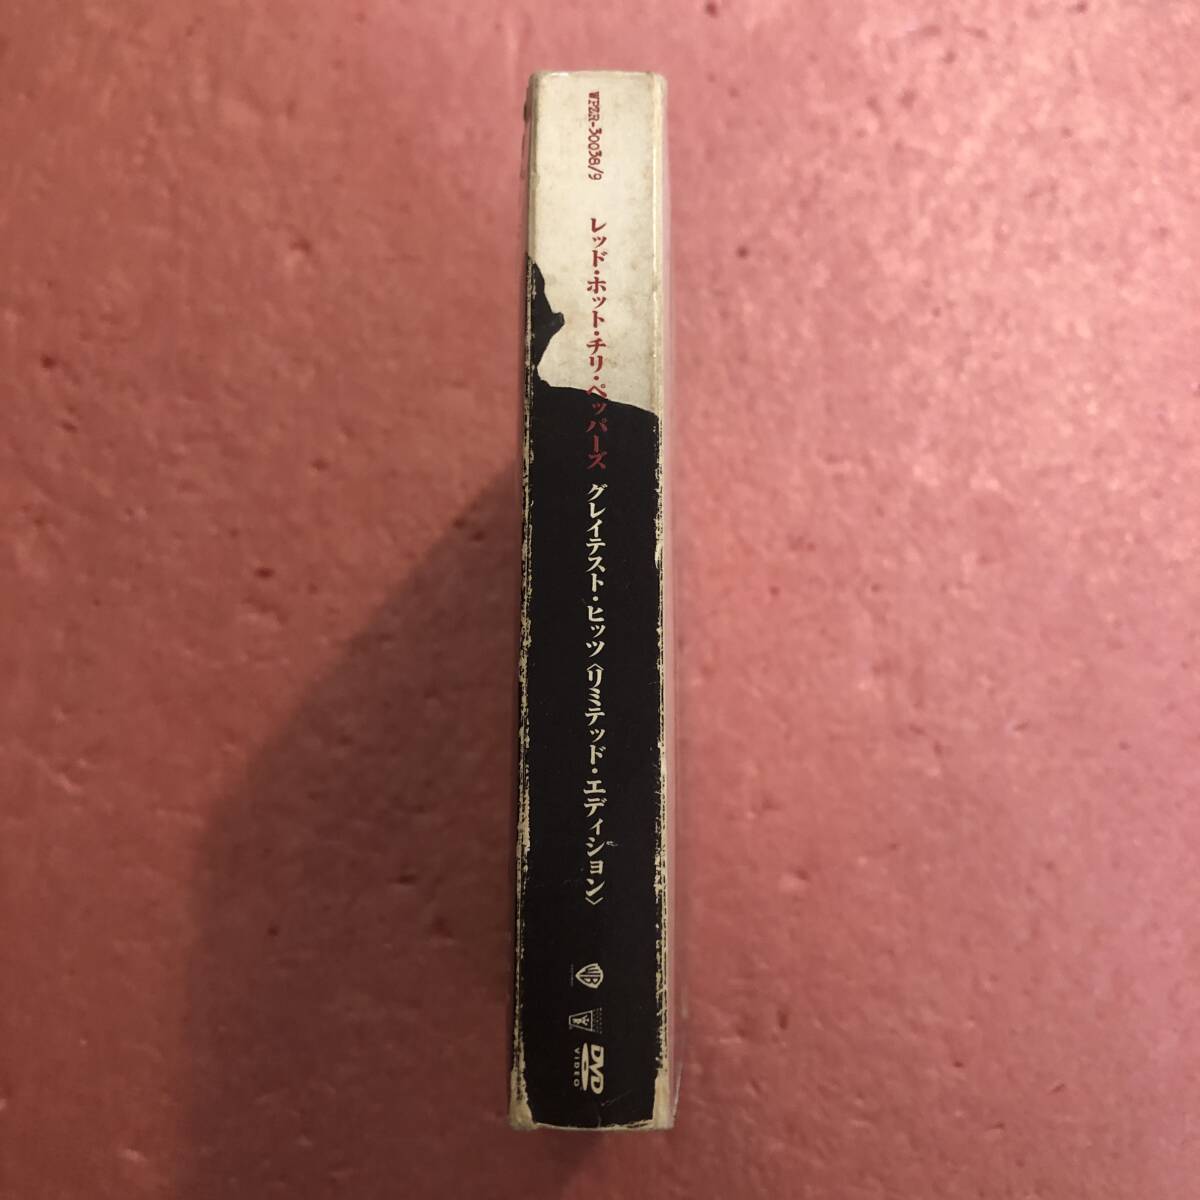 WPZR-30038/9
レッド・ホット・チリ・ペッパーズ
グレイテスト・ヒッツ〈リミテッド・エディション〉
WB
DVD
VIDEO